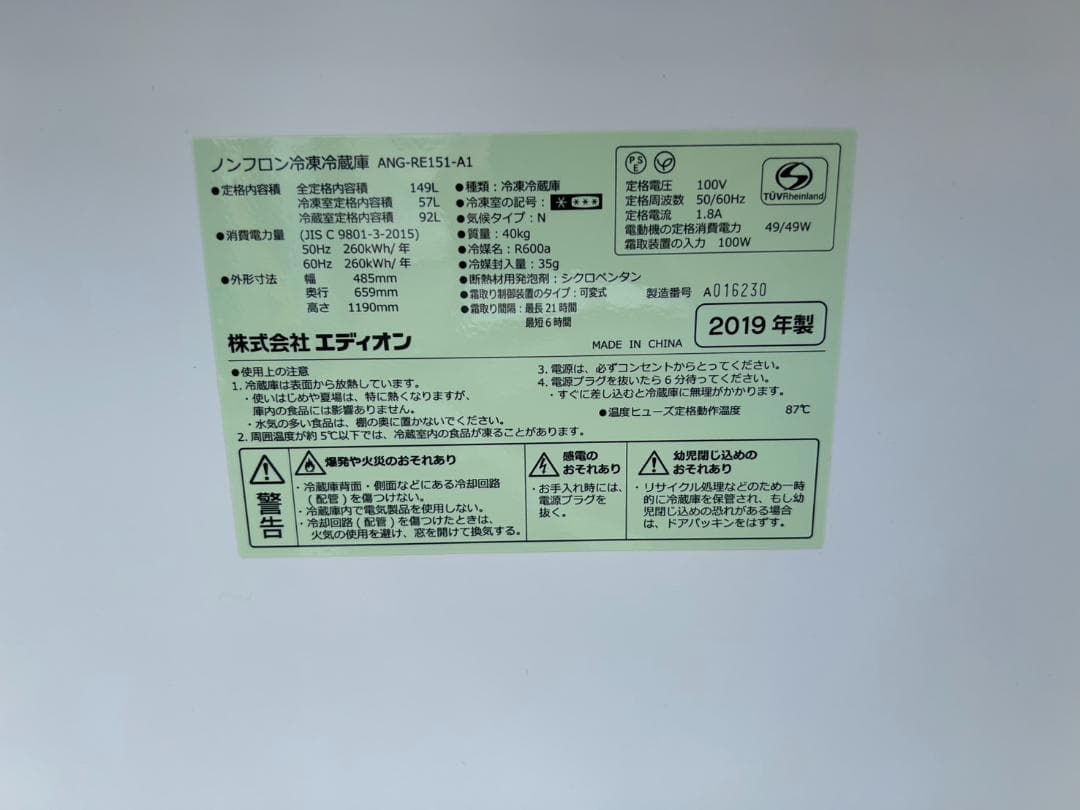 ノンフロン冷凍冷蔵庫 ANG-RE151-A1
●定格内容積 全定格内容積 149L
冷凍室定格内容積 57L
冷蔵室定格内容積 92L
●消費電力量 (JIS C 9801-3-2015)
50Hz 260kWh/年
60Hz 260kWh/年
●外形寸法 幅 485mm
奥行 659mm
高さ 1190mm
株式会社 エディオン
●種類：冷凍冷蔵庫
●冷凍室の記号：
●気候タイプ：N
●質量：40kg
●冷媒名：R600a
●冷媒封入量：35g
●断熱材用発泡剤：シクロペンタン
●霜取り制御装置のタイプ：可変式
●霜取り間隔：最長21時間
最短6時間
PSE
定格電圧 100V
定格周波数 50/60Hz
定格電流 1.8A
電動機の定格消費電力 49/49W
霜取装置の入力 100W
TÜVRheinland
製造番号 A016230
MADE IN CHINA
2019年製
●使用上の注意
1. 冷蔵庫は表面から放熱しています。
・使いはじめや夏場は、特に熱くなりますが、
庫内の食品には影響ありません。
・水気の多い食品は、棚の奥に置かないでください。
2. 周囲温度が約5℃以下では、冷蔵室内の食品が凍ることがあります。
3. 電源は、必ずコンセントからとってください。
4. 電源プラグを抜いたら6分待ってください。
・すぐに差し込むと冷蔵庫に無理がかかります。
●温度ヒューズ定格動作温度 87℃
警告
爆発や火災のおそれあり
・冷蔵庫背面・側面などにある冷却回路
(配管)を傷つけない。
・冷蔵庫内で電気製品を使用しない。
・冷却回路(配管)を傷つけたときは、
火気の使用を避け、窓を開けて換気する。
感電の
おそれあり
・お手入れ時には、
電源プラグを
抜く。
幼児閉じ込めの
おそれあり
・リサイクル処理などのため一時
的に冷蔵庫を保管され、もし幼
児閉じ込めの恐れがある場合
は、ドアパッキンをはずす。